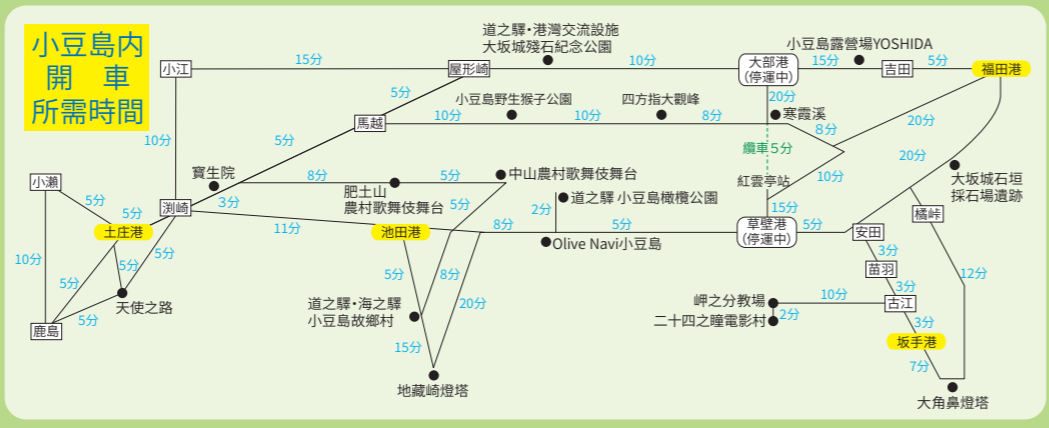 小豆島内
開 車
所需時間
道之驛・港灣交流設施
大坂城殘石紀念公園
小豆島露營場YOSHIDA
小江
15分
屋形崎
10分
大部港
(停運中)
15分
吉田
5分
福田港
5分
小豆島野生猴子公園
四方指大觀峰
20分
寒霞溪
馬越
10分
10分
8分
8分
20分
10分
5分
纜車5分
20分
寶生院
8分
5分
中山農村歌舞伎舞台
紅雲亭站
10分
大坂城石垣
採石場遺跡
小瀬
肥土山
農村歌舞伎舞台
道之驛 小豆島橄欖公園
5分
5分
渕崎
3分
5分
2分
15分
橘峠
土庄港
11分
池田港
8分
5分
草壁港
(停運中)
5分
安田
Olive Navi小豆島
3分
10分
5分
5分
5分
5分
8分
苗羽
12分
5分
天使之路
20分
3分
道之驛・海之驛
小豆島故鄉村
岬之分教場
10分
古江
鹿島
二十四之瞳電影村
2分
3分
15分
坂手港
7分
地藏崎燈塔
大角鼻燈塔